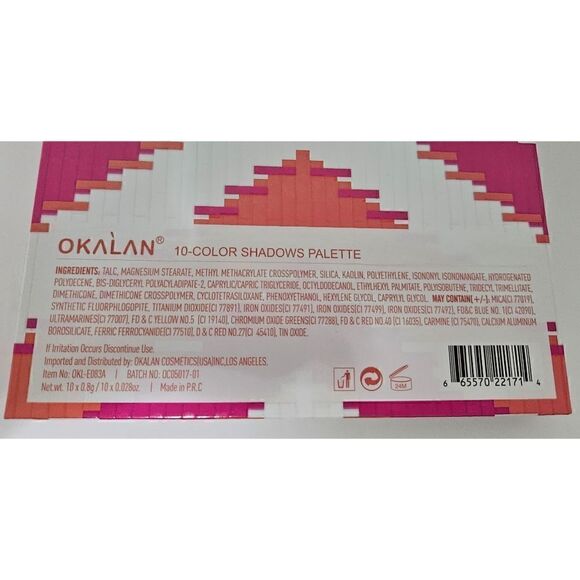 OKALAN® 10-COLOR SHADOWS PALETTE
INGREDIENTS: TALC, MAGNESIUM STEARATE, METHYL METHACRYLATE CROSSPOLYMER, SILICA, KAOLIN, POLYETHYLENE, ISONONYL ISONONANOATE, HYDROGENATED
POLYDECENE, BIS-DIGLYCERYL POLYACYLADIPATE-2, CAPRYLIC/CAPRIC TRIGLYCERIDE, OCTYLDODECANOL, ETHYLHEXYL PALMITATE, POLYISOBUTENE, TRIDECYL TRIMELLITATE,
DIMETHICONE, DIMETHICONE CROSSPOLYMER, CYCLOTETRASILOXANE, PHENOXYETHANOL, HEXYLENE GLYCOL, CAPRYLYL GLYCOL. MAY CONTAIN(+/-): MICA(CI 77019),
SYNTHETIC FLUORPHLOGOPITE, TITANIUM DIOXIDE(CI 77891), IRON OXIDES(CI 77491), IRON OXIDES(CI 77499), IRON OXIDES(CI 77492), FD&C BLUE NO. 1(CI 42090),
ULTRAMARINES(CI 77007), FD & C YELLOW NO.5 (CI 19140), CHROMIUM OXIDE GREENS(CI 77288), FD & C RED NO.40 (CI 16035), CARMINE (CI 75470), CALCIUM ALUMINUM
BOROSILICATE, FERRIC FERROCYANIDE(CI 77510), D & C RED NO.27(CI 45410), TIN OXIDE.
If Irritation Occurs Discontinue Use.
Imported and Distributed by: OKALAN COSMETICS(USA)INC,LOS ANGELES.
Item No: OKL-E083A | BATCH NO: OC05017-01
Net wt. 10 x 0.8g / 10 x 0.028oz | Made in P.R.C
24M
6 65570 22171 4